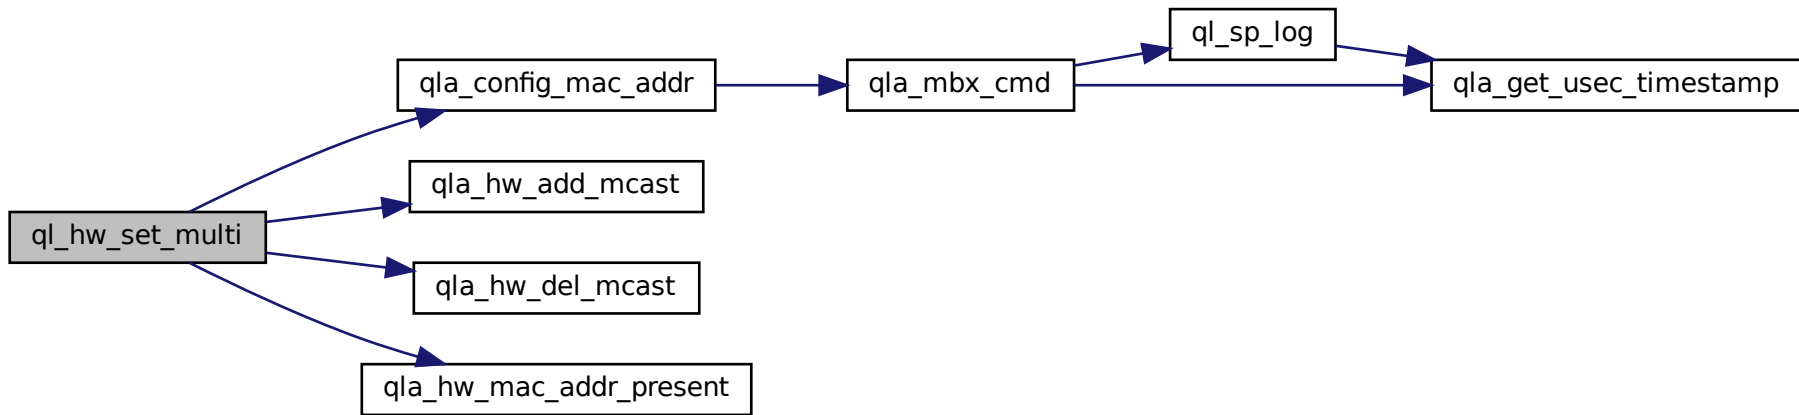 ql_hw_set_multi
qla_config_mac_addr
qla_hw_add_mcast
qla_hw_del_mcast
qla_hw_mac_addr_present
qla_mbx_cmd
ql_sp_log
qla_get_usec_timestamp